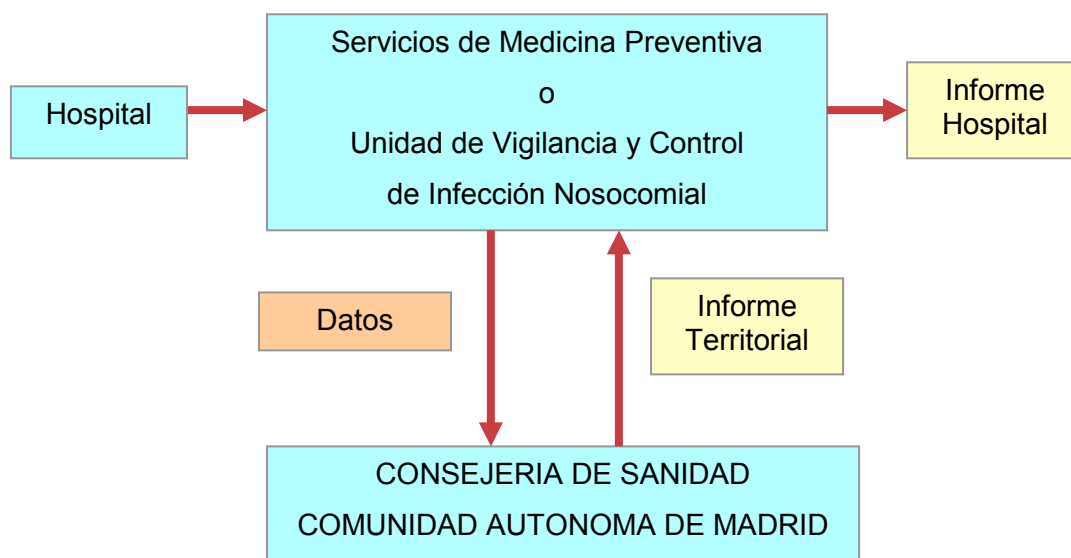 Servicios de Medicina Preventiva
o
Unidad de Vigilancia y Control
de Infección Nosocomial
Hospital
Informe
Hospital
Datos
Informe
Territorial
CONSEJERIA DE SANIDAD
COMUNIDAD AUTONOMA DE MADRID